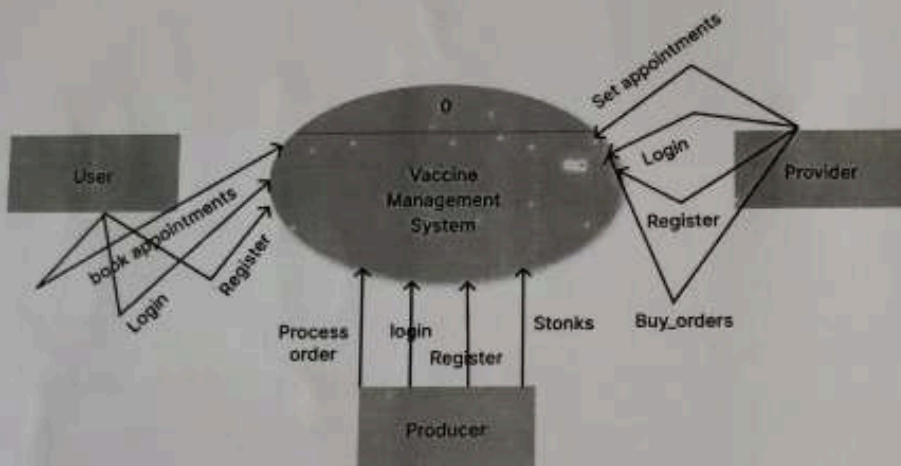 Set appointments
0
User
Vaccine
Management
System
Login
Provider
book appointments
Register
Register
Login
Process
order
login
Register
Stonks
Buy_orders
Producer